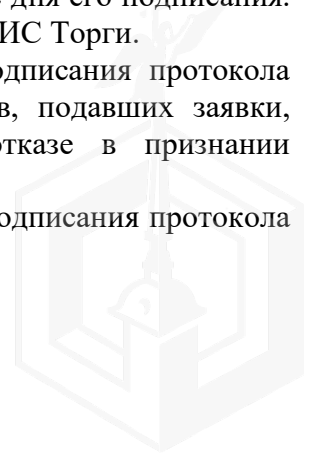 дня его подписания.
ИС Торги.
одписания протокола
в, подавших заявки,
отказе в признании
одписания протокола